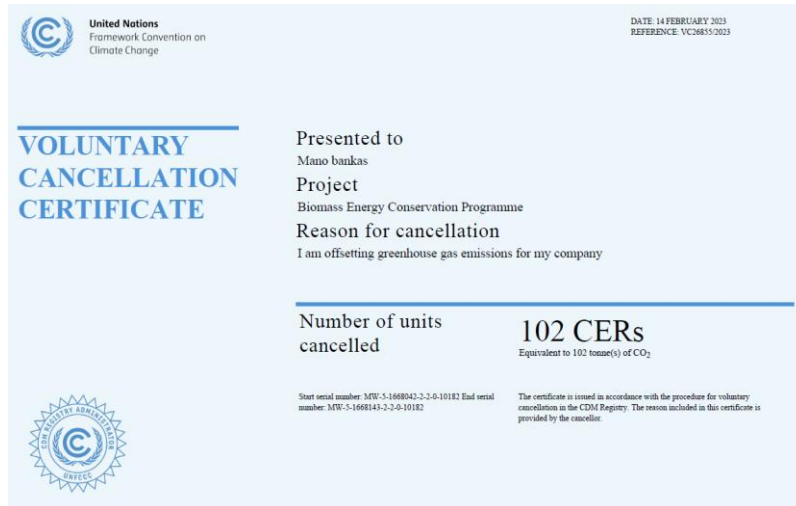 United Nations
Framework Convention on
Climate Change
DATE: 14 FEBRUARY 2023
REFERENCE: VC26855/2023
VOLUNTARY
CANCELLATION
CERTIFICATE
Presented to
Mano bankas
Project
Biomass Energy Conservation Programme
Reason for cancellation
I am offsetting greenhouse gas emissions for my company
Number of units
cancelled
102 CERs
Equivalent to 102 tonne(s) of CO₂
Start serial number: MW-5-1668042-2-2-0-10182 End serial
number: MW-5-1668143-2-2-0-10182
The certificate is issued in accordance with the procedure for voluntary
cancellation in the CDM Registry. The reason included in this certificate is
provided by the cancellor.
CDM REGISTRY ADMINISTRATOR
UNFCCC